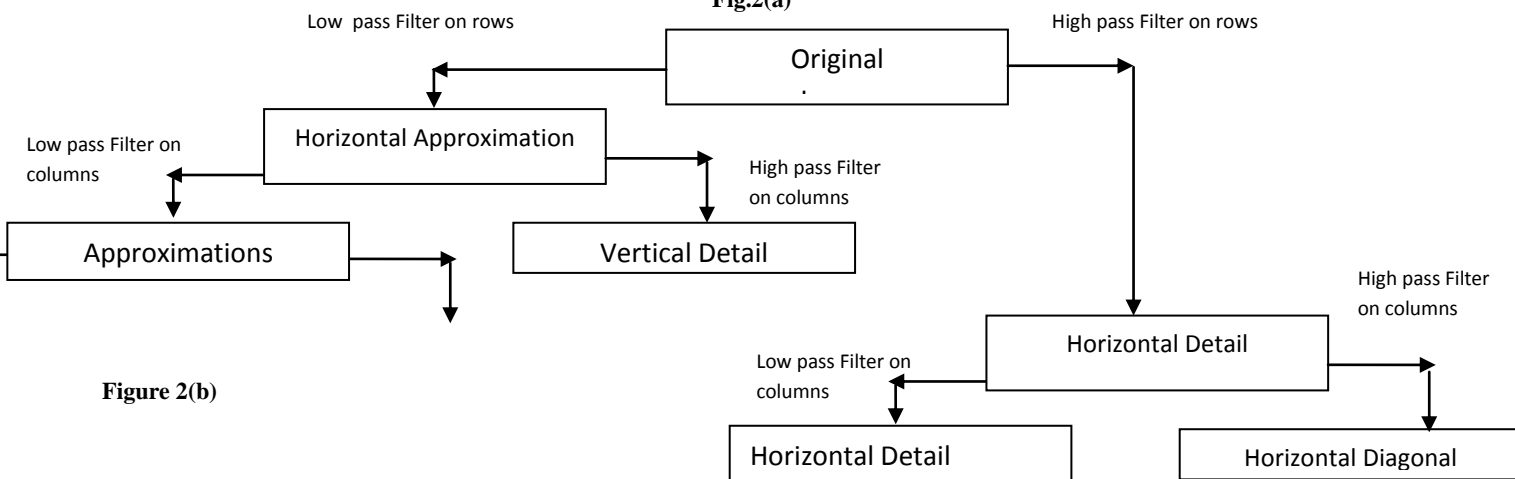 Fig.2(a)
Low pass Filter on rows
High pass Filter on rows
Original
.
Horizontal Approximation
Low pass Filter on
columns
High pass Filter
on columns
Approximations
Vertical Detail
High pass Filter
on columns
Horizontal Detail
Low pass Filter on
columns
Figure 2(b)
Horizontal Detail
Horizontal Diagonal